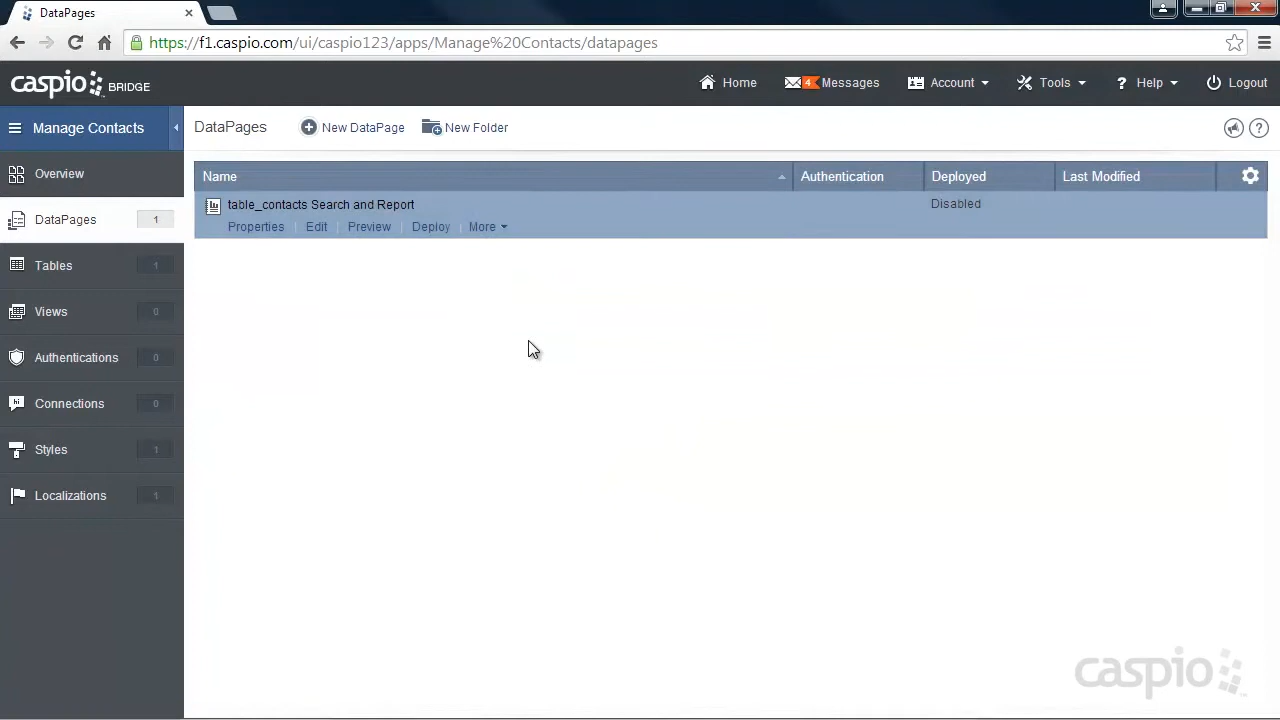 DataPages
https://f1.caspio.com/ui/caspio123/apps/Manage%20Contacts/datapages
caspio BRIDGE
Home
4 Messages
Account
Tools
? Help
Logout
Manage Contacts
DataPages
New DataPage
New Folder
?
Overview
DataPages 1
Tables 1
Views 0
Authentications 0
Connections 0
Styles 1
Localizations 1
Name
Authentication
Deployed
Last Modified
table_contacts Search and Report
Disabled
Properties | Edit | Preview | Deploy | More
caspio